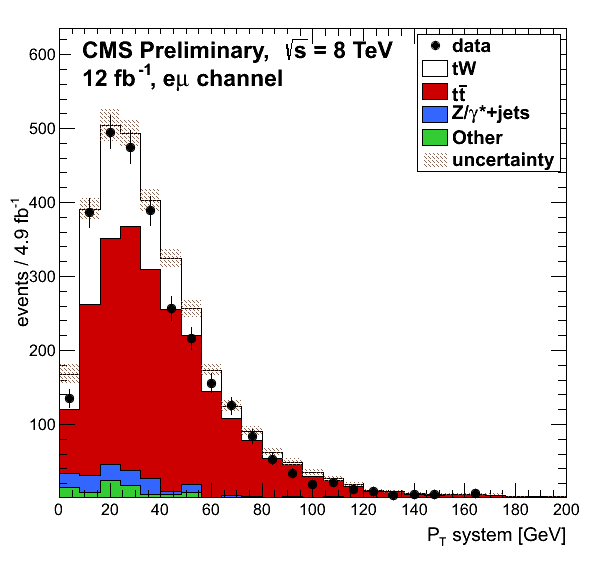 CMS Preliminary, √s = 8 TeV
12 fb⁻¹, eμ channel
data
tW
tt̄
Z/γ*+jets
Other
uncertainty
events / 4.9 fb⁻¹
600
500
400
300
200
100
0 20 40 60 80 100 120 140 160 180 200
P_T system [GeV]